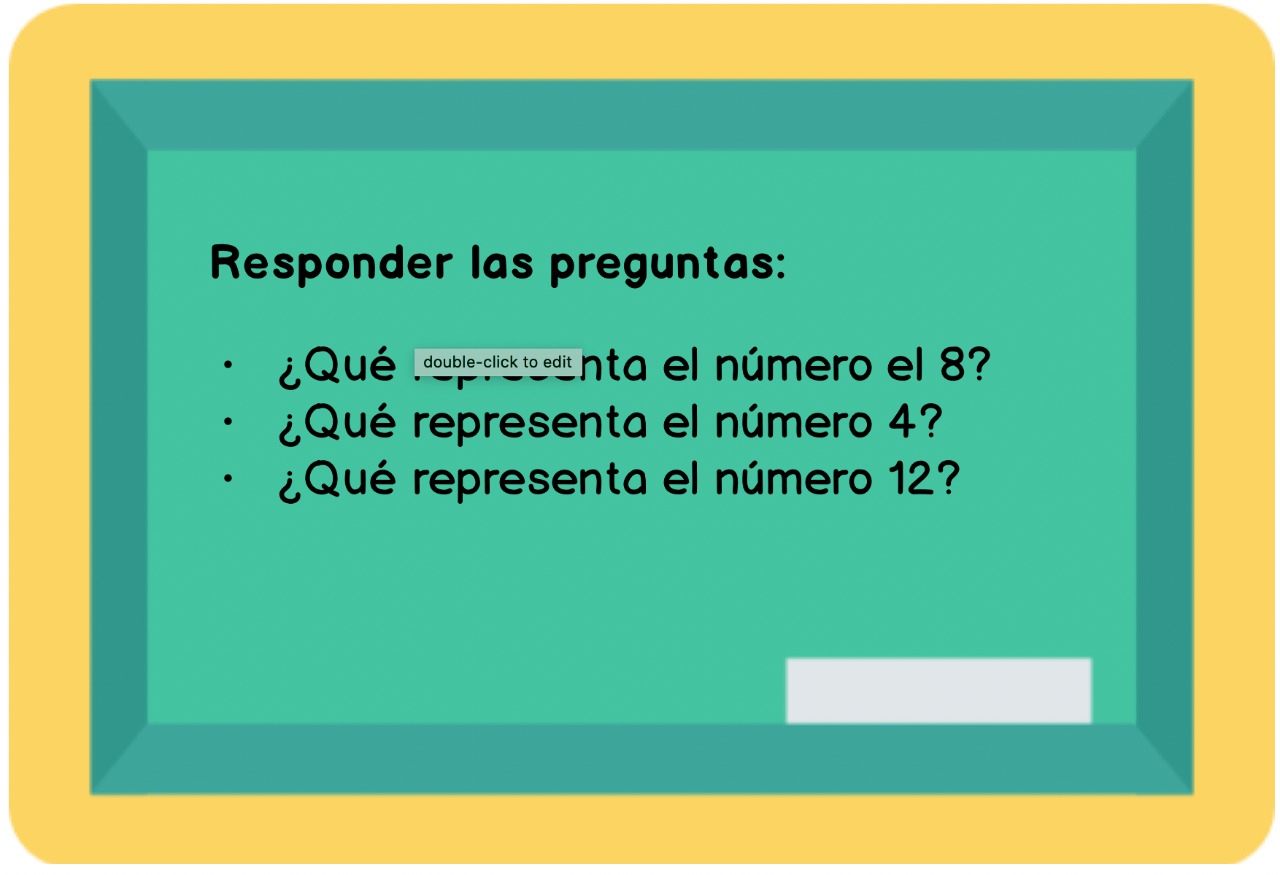 Responder las preguntas:
• ¿Qué double-click to edit nta el número el 8?
• ¿Qué representa el número 4?
• ¿Qué representa el número 12?